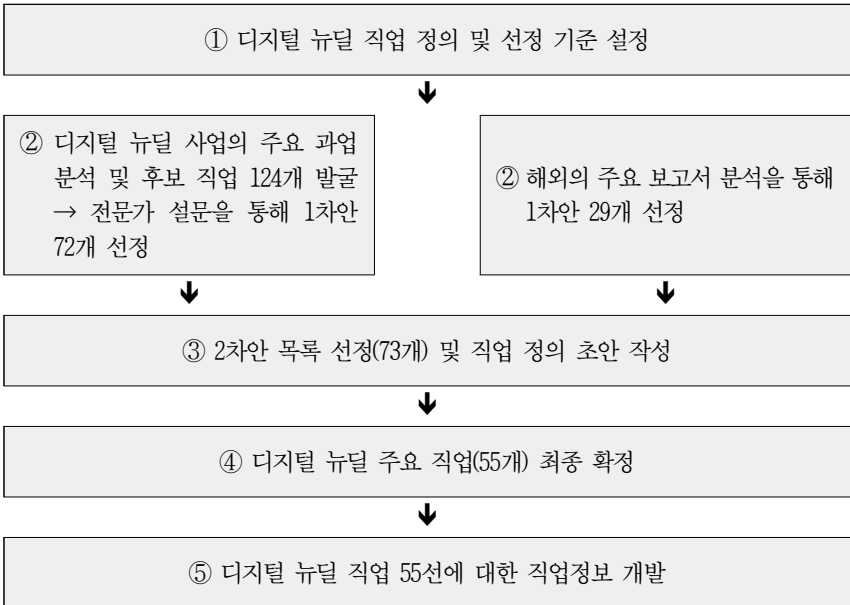 ① 디지털 뉴딜 직업 정의 및 선정 기준 설정
② 디지털 뉴딜 사업의 주요 과업
분석 및 후보 직업 124개 발굴
→ 전문가 설문을 통해 1차안
72개 선정
② 해외의 주요 보고서 분석을 통해
1차안 29개 선정
③ 2차안 목록 선정(73개) 및 직업 정의 초안 작성
④ 디지털 뉴딜 주요 직업(55개) 최종 확정
⑤ 디지털 뉴딜 직업 55선에 대한 직업정보 개발